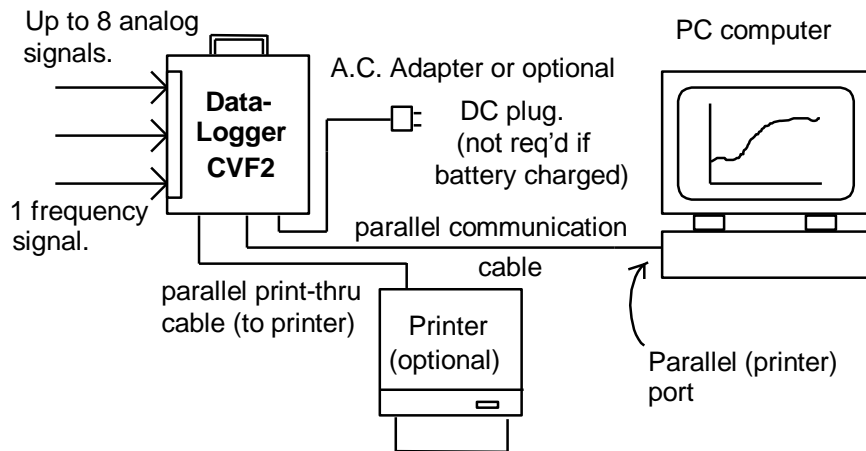 Up to 8 analog
signals.
PC computer
A.C. Adapter or optional
DC plug.
(not req'd if
battery charged)
Data-
Logger
CVF2
1 frequency
signal.
parallel communication
cable
parallel print-thru
cable (to printer)
Printer
(optional)
Parallel (printer)
port